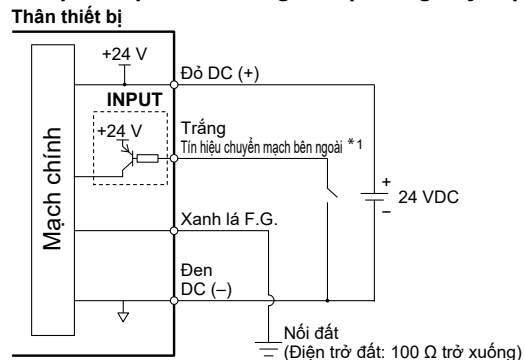 Thân thiết bị
+24 V
Đỏ DC (+)
INPUT
+24 V
Trắng
Tín hiệu chuyển mạch bên ngoài *1
Mạch chính
+
24 VDC
–
Xanh lá F.G.
Đen
DC (–)
Nối đất
(Điện trở đất: 100 Ω trở xuống)